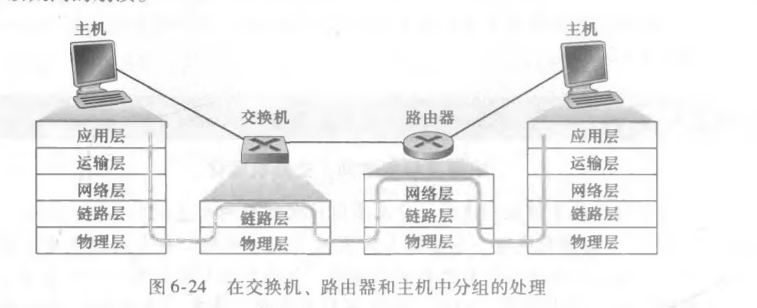 主机
主机
交换机
路由器
应用层
运输层
网络层
链路层
物理层
链路层
物理层
网络层
链路层
物理层
应用层
运输层
网络层
链路层
物理层
图 6-24 在交换机、路由器和主机中分组的处理